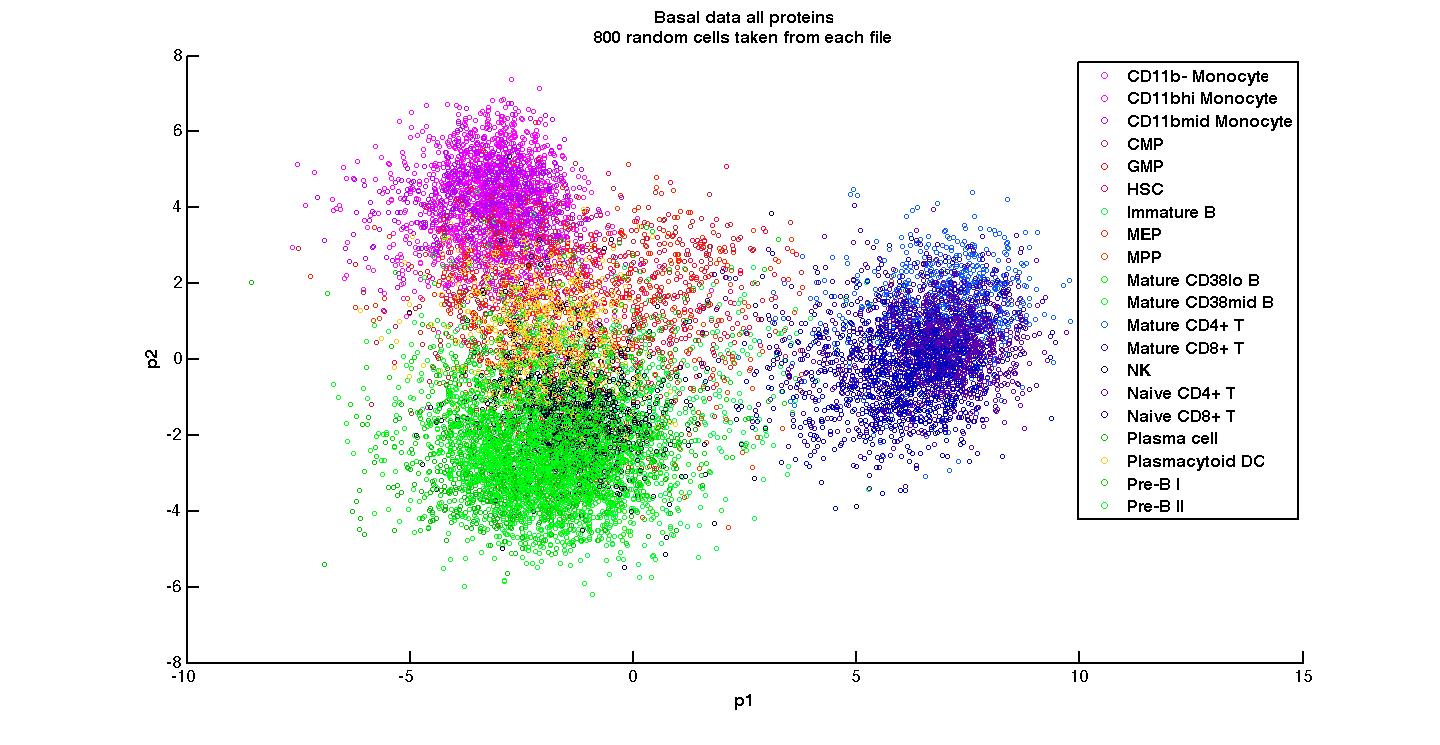 Basal data all proteins
800 random cells taken from each file
8
6
4
2
0
-2
-4
-6
-8
p2
-10
-5
0
5
10
15
p1
CD11b- Monocyte
CD11bhi Monocyte
CD11bmid Monocyte
CMP
GMP
HSC
Immature B
MEP
MPP
Mature CD38lo B
Mature CD38mid B
Mature CD4+ T
Mature CD8+ T
NK
Naive CD4+ T
Naive CD8+ T
Plasma cell
Plasmacytoid DC
Pre-B I
Pre-B II